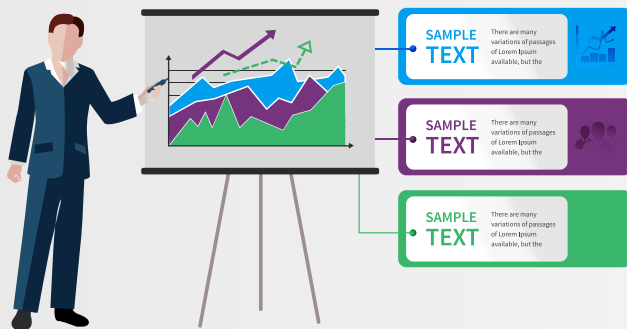 SAMPLE
TEXT
There are many
variations of passages
of Lorem Ipsum
available, but the
SAMPLE
TEXT
There are many
variations of passages
of Lorem Ipsum
available, but the
SAMPLE
TEXT
There are many
variations of passages
of Lorem Ipsum
available, but the